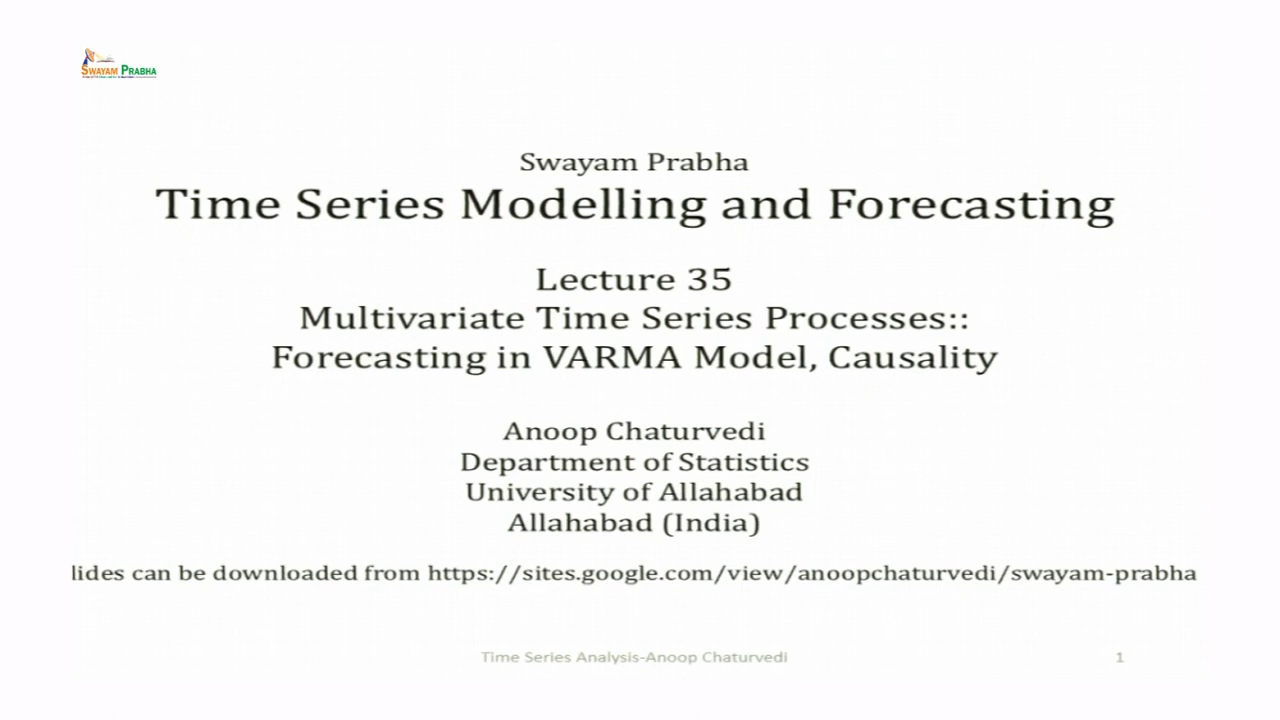 SWAYAM PRABHA
Swayam Prabha
Time Series Modelling and Forecasting
Lecture 35
Multivariate Time Series Processes::
Forecasting in VARMA Model, Causality
Anoop Chaturvedi
Department of Statistics
University of Allahabad
Allahabad (India)
lides can be downloaded from https://sites.google.com/view/anoopchaturvedi/swayam-prabha
Time Series Analysis-Anoop Chaturvedi
1